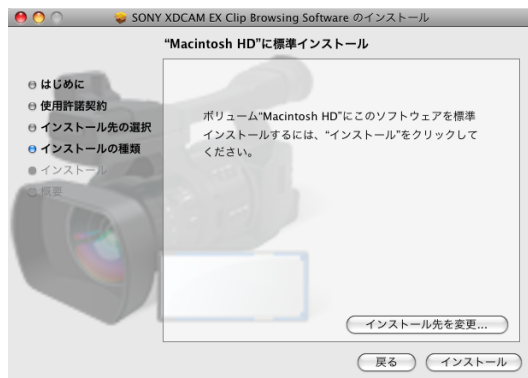 SONY XDCAM EX Clip Browsing Software のインストール
“Macintosh HD”に標準インストール
はじめに
使用許諾契約
インストール先の選択
インストールの種類
インストール
概要
ボリューム“Macintosh HD”にこのソフトウェアを標準
インストールするには、“インストール”をクリックして
ください。
インストール先を変更...
戻る
インストール